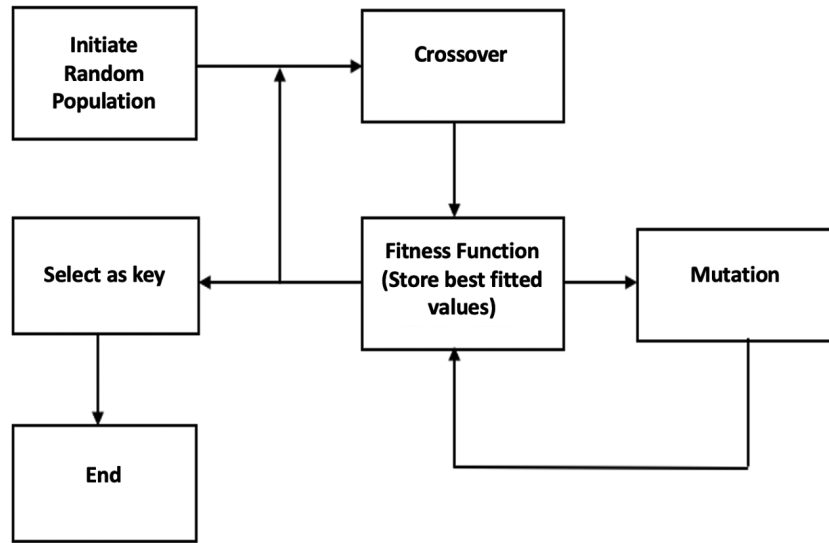 Initiate
Random
Population
Crossover
Select as key
Fitness Function
(Store best fitted
values)
Mutation
End